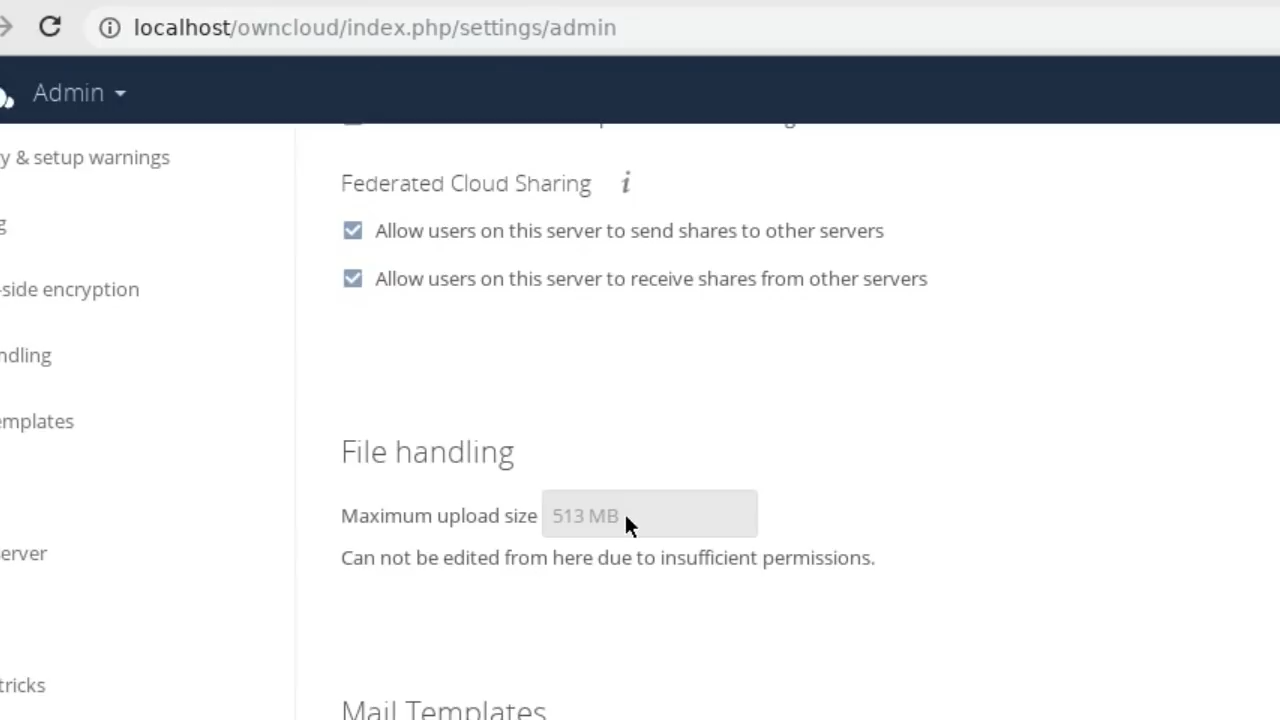 localhost/owncloud/index.php/settings/admin
Admin
y & setup warnings
g
-side encryption
ndling
emplates
erver
tricks
Federated Cloud Sharing i
Allow users on this server to send shares to other servers
Allow users on this server to receive shares from other servers
File handling
Maximum upload size 513 MB
Can not be edited from here due to insufficient permissions.
Mail Templates